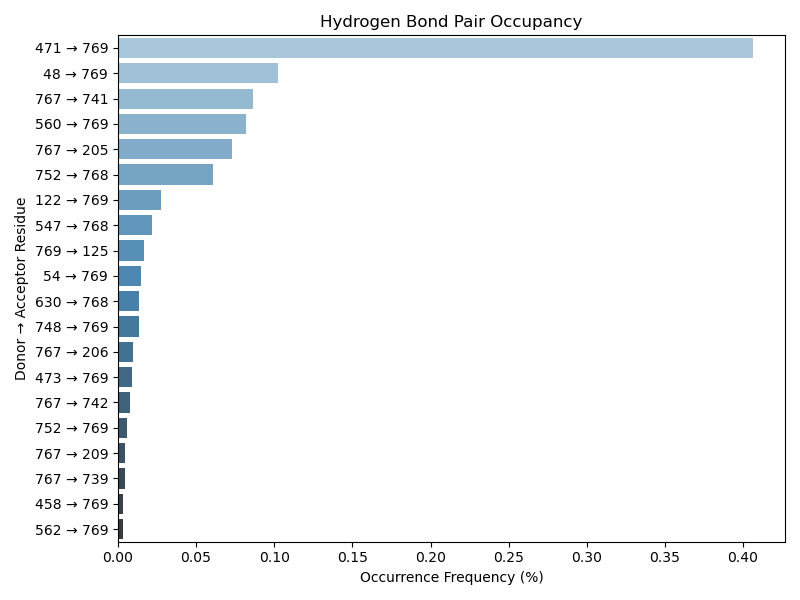 Hydrogen Bond Pair Occupancy
Donor → Acceptor Residue
471 → 769
48 → 769
767 → 741
560 → 769
767 → 205
752 → 768
122 → 769
547 → 768
769 → 125
54 → 769
630 → 768
748 → 769
767 → 206
473 → 769
767 → 742
752 → 769
767 → 209
767 → 739
458 → 769
562 → 769
0.00 0.05 0.10 0.15 0.20 0.25 0.30 0.35 0.40
Occurrence Frequency (%)